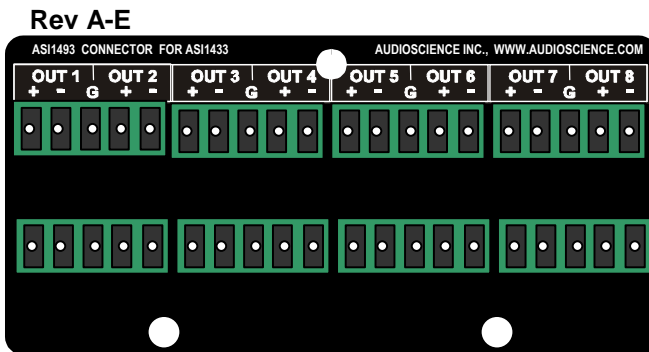 Rev A-E
ASI1493 CONNECTOR FOR ASI1433 AUDIOSCIENCE INC., WWW.AUDIOSCIENCE.COM
OUT 1 OUT 2 OUT 3 OUT 4 OUT 5 OUT 6 OUT 7 OUT 8
+ - G + - + - G + - + - G + - + - G + -